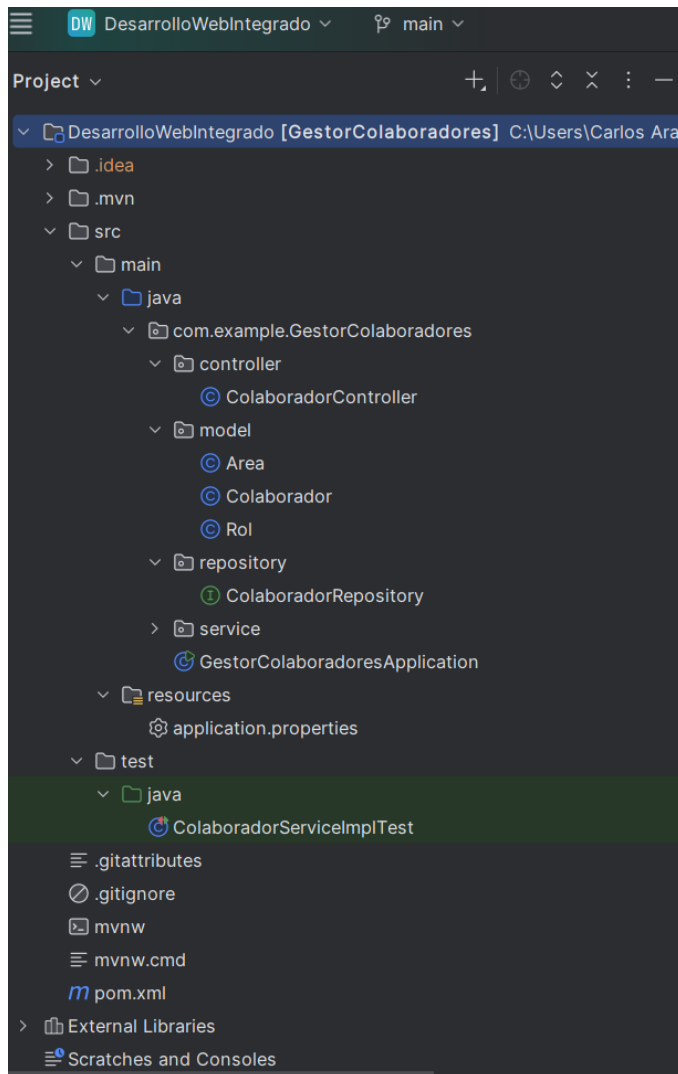 DW DesarrolloWebIntegrado main
Project
DesarrolloWebIntegrado [GestorColaboradores] C:\Users\Carlos Ara
.idea
.mvn
src
main
java
com.example.GestorColaboradores
controller
C ColaboradorController
model
C Area
C Colaborador
C Rol
repository
I ColaboradorRepository
service
C GestorColaboradoresApplication
resources
application.properties
test
java
C ColaboradorServiceImplTest
.gitattributes
.gitignore
mvnw
mvnw.cmd
m pom.xml
External Libraries
Scratches and Consoles